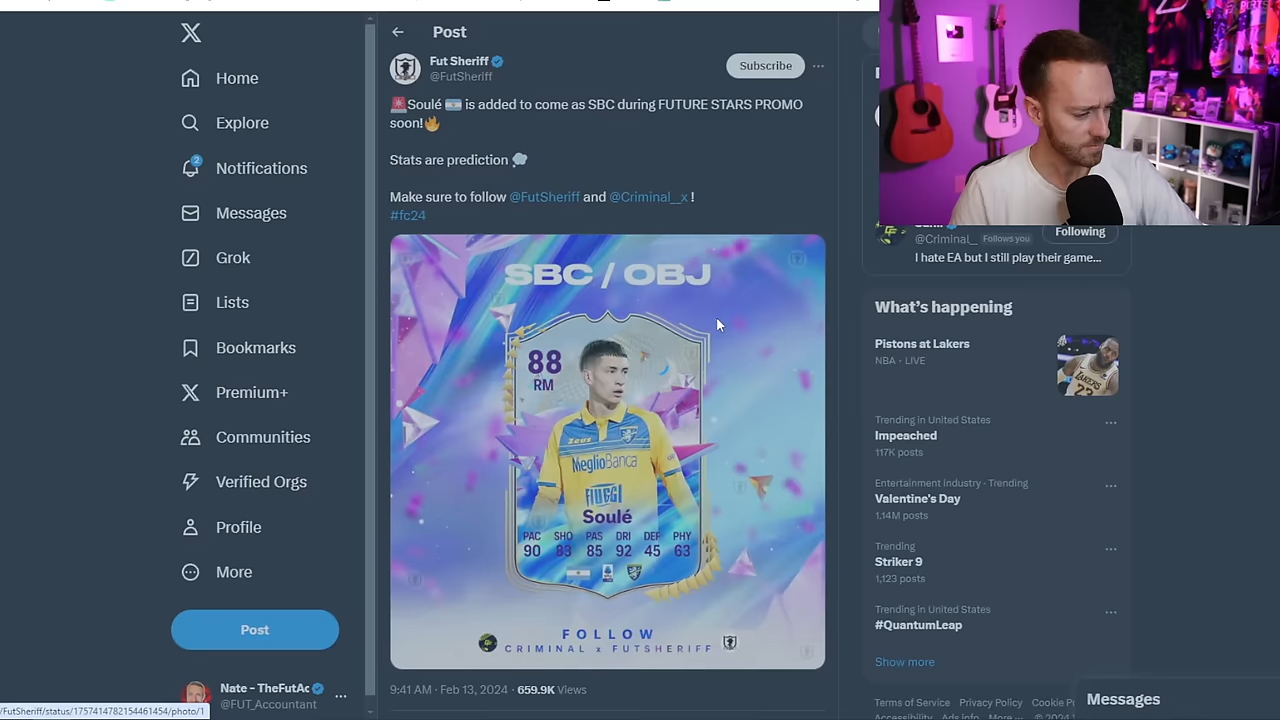 Post
Fut Sheriff
@FutSheriff
Subscribe
Soulé is added to come as SBC during FUTURE STARS PROMO
soon!
Stats are prediction
Make sure to follow @FutSheriff and @Criminal__x !
#fc24
SBC / OBJ
88
RM
Zeus
MeglioBanca
FIUGGI
Soulé
PAC SHO PAS DRI DEF PHY
90 83 85 92 45 63
FOLLOW
CRIMINAL x FUTSHERIFF
9:41 AM · Feb 13, 2024 · 659.9K Views
Home
Explore
2
Notifications
Messages
Grok
Lists
Bookmarks
Premium+
Communities
Verified Orgs
Profile
More
Post
Nate - TheFutAc
@FUT_Accountant
/FutSheriff/status/1757414782154461454/photo/1
@Criminal_ Follows you
Following
I hate EA but I still play their game...
What's happening
Pistons at Lakers
NBA · LIVE
Trending in United States
Impeached
117K posts
Entertainment industry · Trending
Valentine's Day
1.14M posts
Trending
Striker 9
1,123 posts
Trending in United States
#QuantumLeap
Show more
Terms of Service Privacy Policy Cookie P
Messages